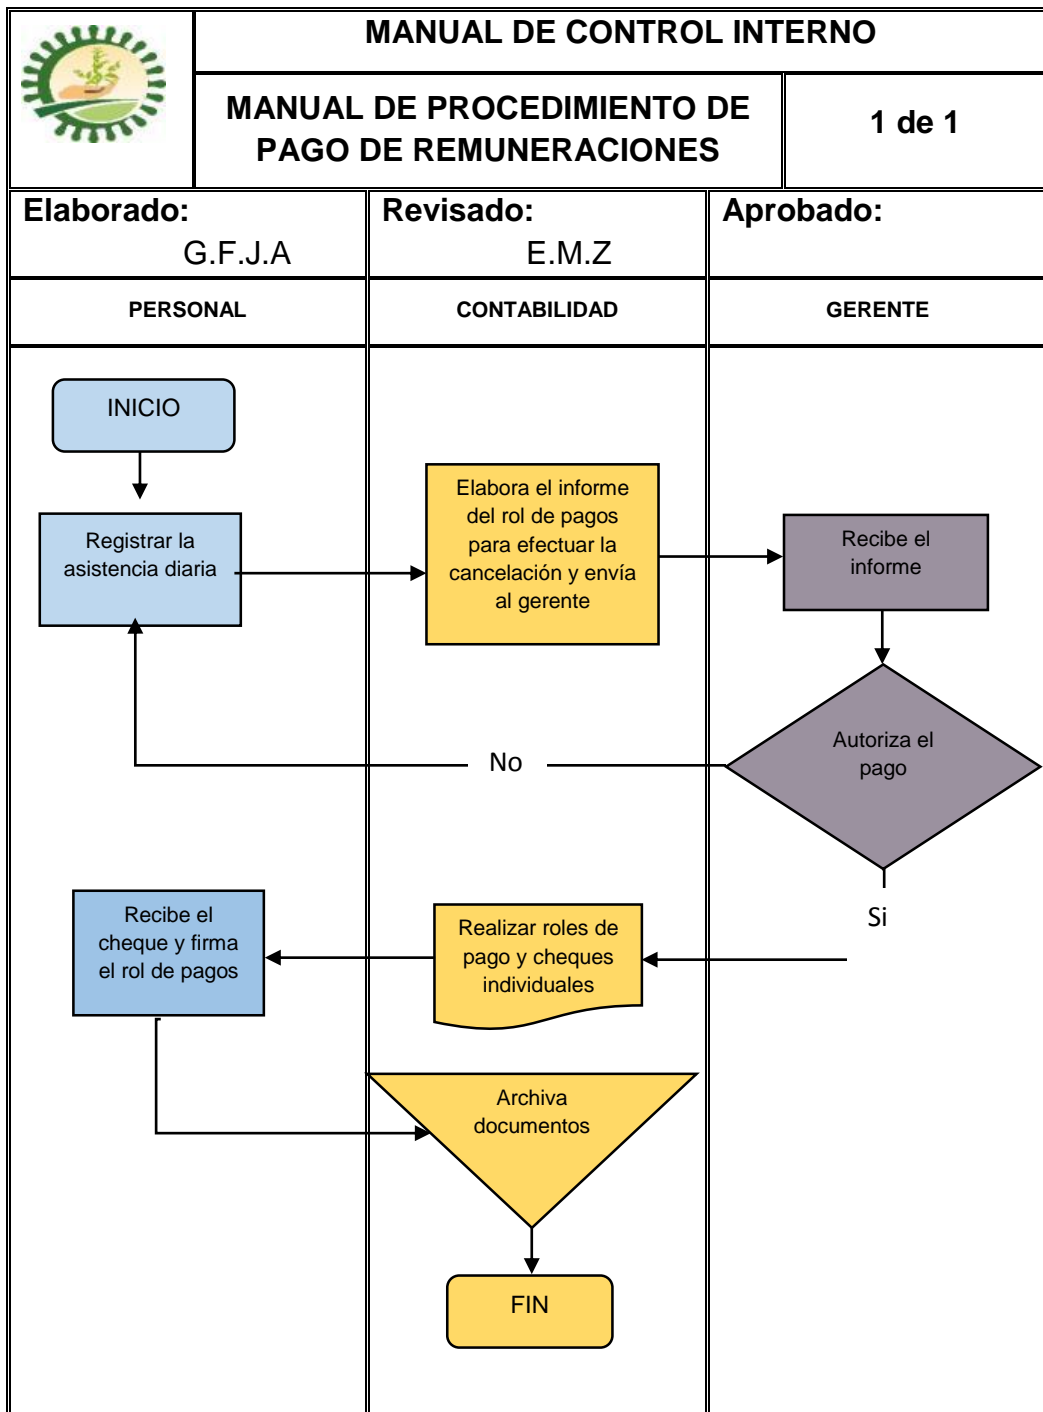 MANUAL DE CONTROL INTERNO
MANUAL DE PROCEDIMIENTO DE
PAGO DE REMUNERACIONES
1 de 1
Elaborado:
G.F.J.A
Revisado:
E.M.Z
Aprobado:
PERSONAL
CONTABILIDAD
GERENTE
INICIO
Registrar la
asistencia diaria
Elabora el informe
del rol de pagos
para efectuar la
cancelación y envía
al gerente
Recibe el
informe
Autoriza el
pago
No
Si
Realizar roles de
pago y cheques
individuales
Recibe el
cheque y firma
el rol de pagos
Archiva
documentos
FIN